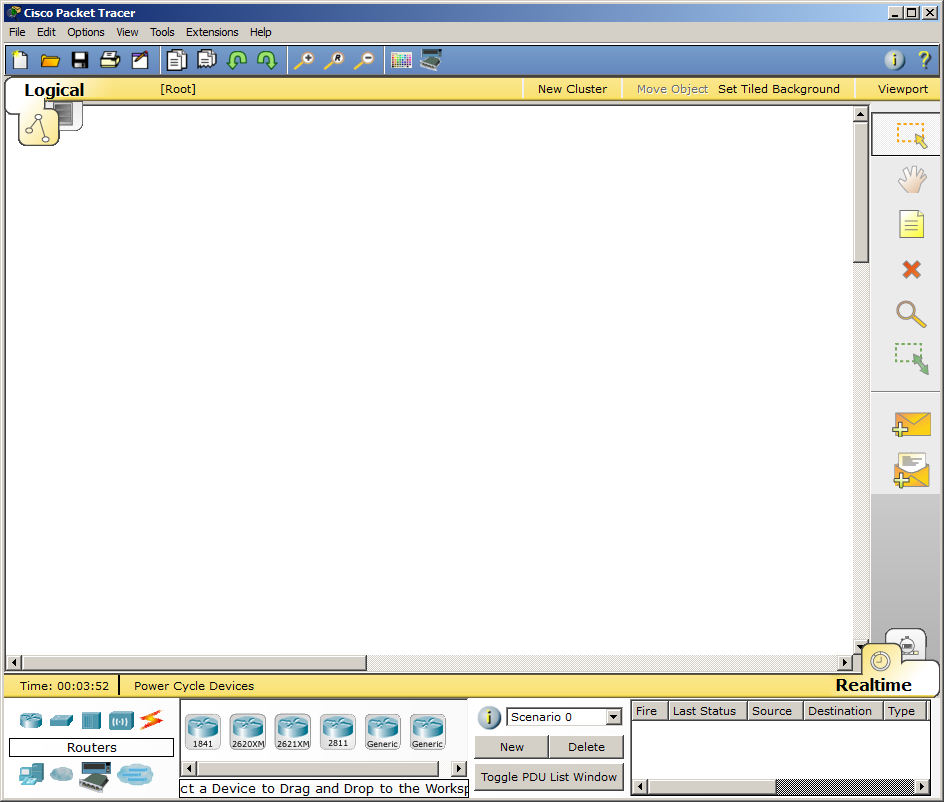 Cisco Packet Tracer
File Edit Options View Tools Extensions Help
Logical [Root] New Cluster Move Object Set Tiled Background Viewport
Time: 00:03:52 Power Cycle Devices Realtime
Scenario 0 Fire Last Status Source Destination Type
1841 2620XM 2621XM 2811 Generic Generic
Routers New Delete
Toggle PDU List Window
ct a Device to Drag and Drop to the Worksp